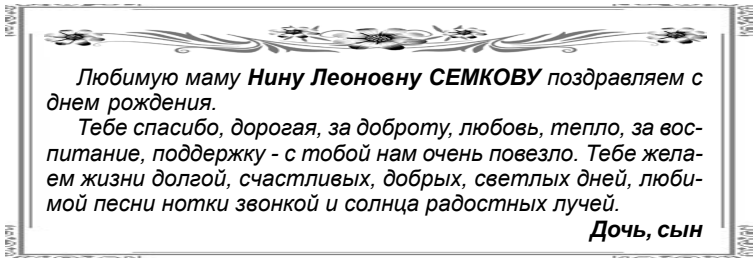 Любимую маму Нину Леоновну СЕМКОВУ поздравляем с
днем рождения.
Тебе спасибо, дорогая, за доброту, любовь, тепло, за вос-
питание, поддержку - с тобой нам очень повезло. Тебе жела-
ем жизни долгой, счастливых, добрых, светлых дней, люби-
мой песни нотки звонкой и солнца радостных лучей.
Дочь, сын